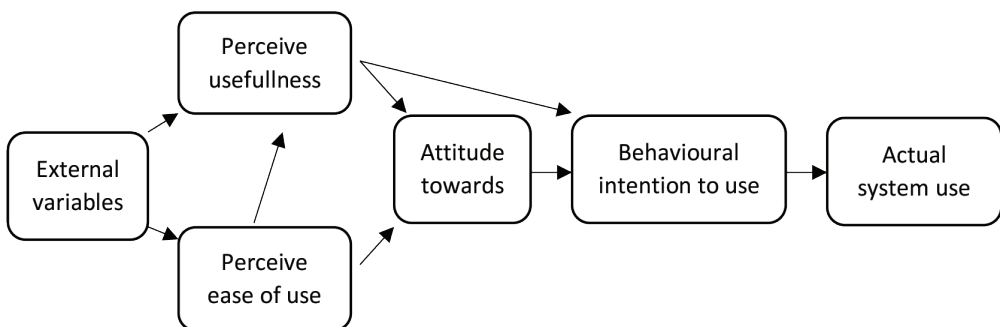 Perceive
usefullness
External
variables
Perceive
ease of use
Attitude
towards
Behavioural
intention to use
Actual
system use